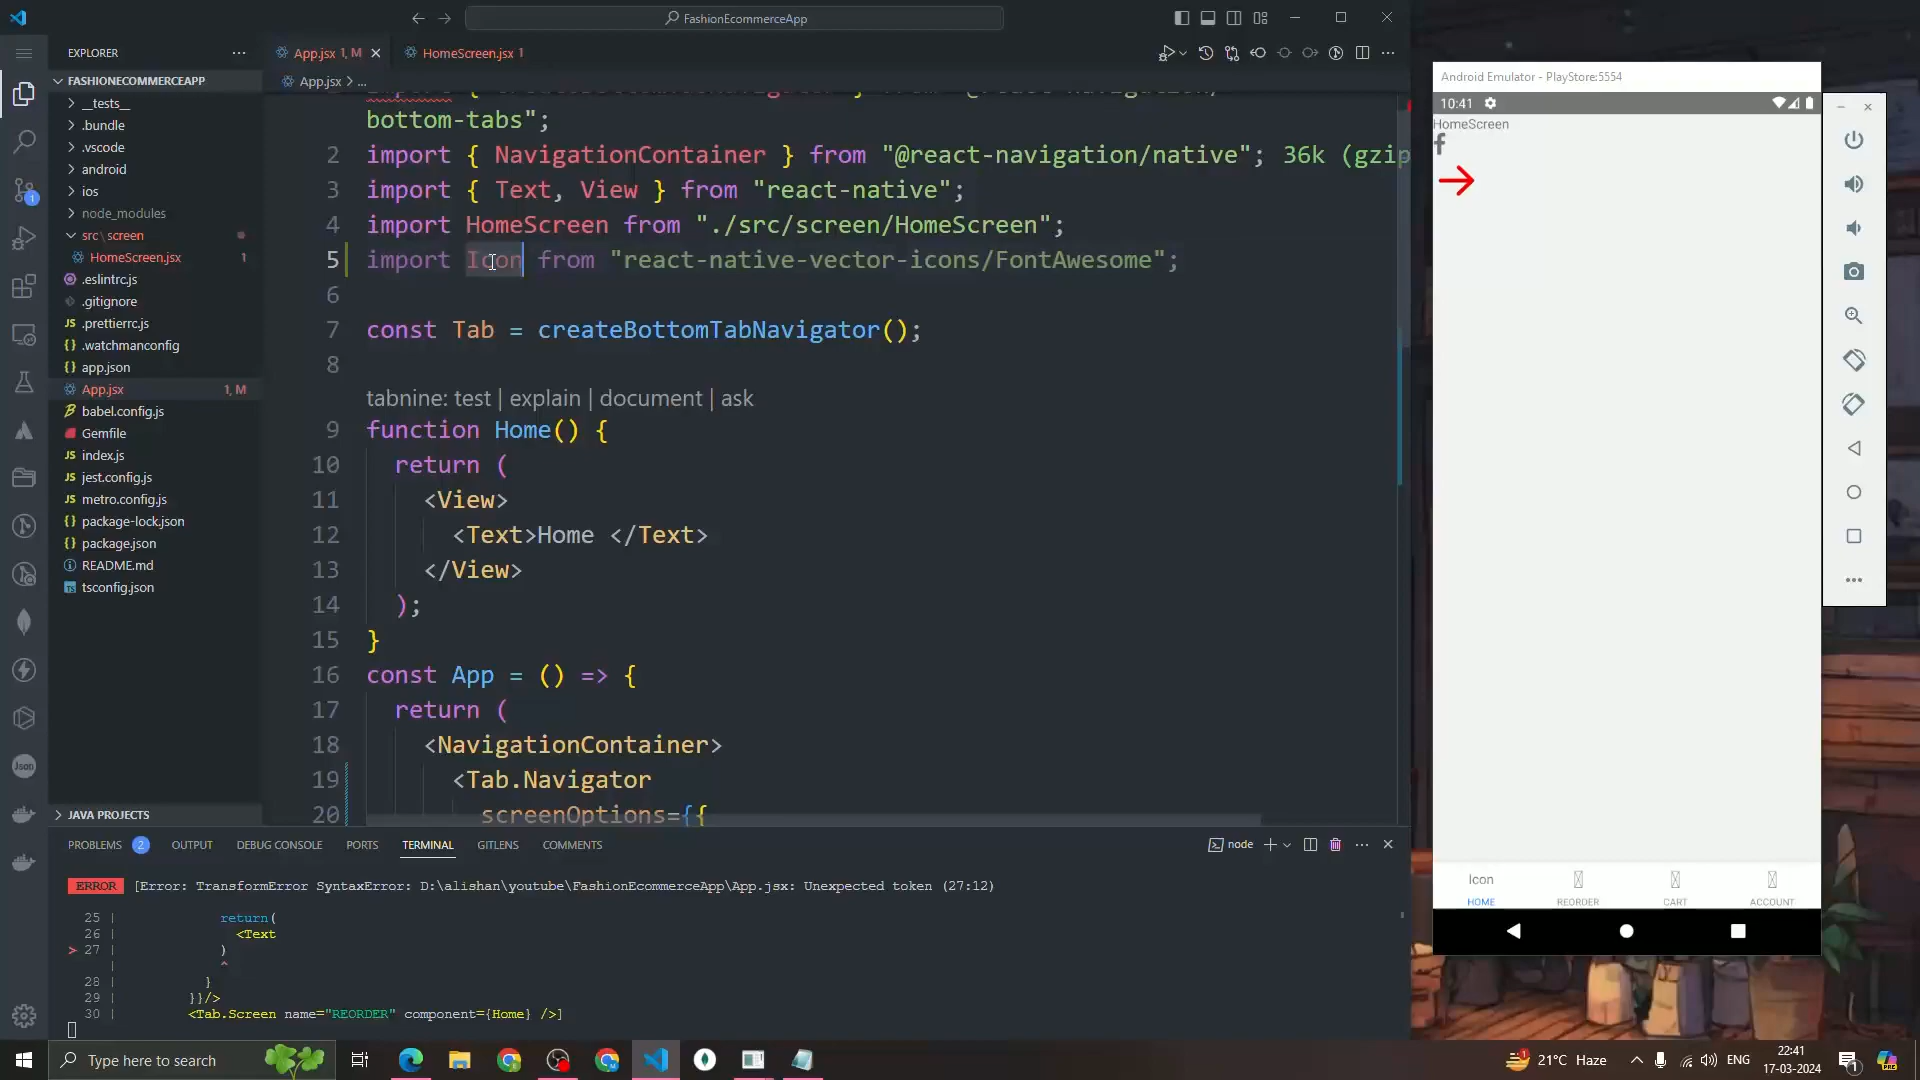 FashionEcommerceApp
EXPLORER
App.jsx 1, M
HomeScreen.jsx 1
FASHIONECOMMERCEAPP
App.jsx > ...
__tests__
.bundle
.vscode
android
ios
node_modules
src\screen
HomeScreen.jsx 1
.eslintrc.js
.gitignore
.prettierrc.js
.watchmanconfig
app.json
App.jsx 1, M
babel.config.js
Gemfile
index.js
jest.config.js
metro.config.js
package-lock.json
package.json
README.md
tsconfig.json
JAVA PROJECTS
bottom-tabs";
2 import { NavigationContainer } from "@react-navigation/native"; 36k (gzip
3 import { Text, View } from "react-native";
4 import HomeScreen from "./src/screen/HomeScreen";
5 import Icon from "react-native-vector-icons/FontAwesome";
6
7 const Tab = createBottomTabNavigator();
8
tabnine: test | explain | document | ask
9 function Home() {
10 return (
11 <View>
12 <Text>Home </Text>
13 </View>
14 );
15 }
16 const App = () => {
17 return (
18 <NavigationContainer>
19 <Tab.Navigator
20 screenOptions={{
PROBLEMS 2 OUTPUT DEBUG CONSOLE PORTS TERMINAL GITLENS COMMENTS
node
ERROR [Error: TransformError SyntaxError: D:\alishan\youtube\FashionEcommerceApp\App.jsx: Unexpected token (27:12)
25 | return(
26 | <Text
> 27 | )
| ^
28 | }
29 | }}/>
30 | <Tab.Screen name="REORDER" component={Home} />]
Android Emulator - PlayStore:5554
10:41
HomeScreen
Icon
HOME REORDER CART ACCOUNT
Json
Type here to search
21°C Haze
ENG
22:41
17-03-2024